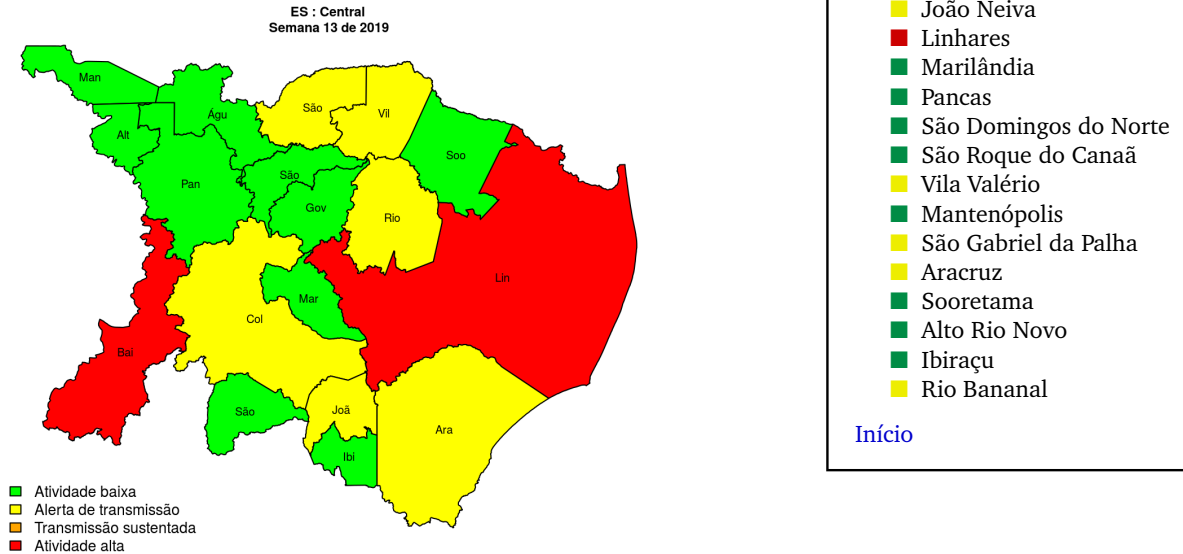 ES : Central
Semana 13 de 2019
Man
Águ
Alt
São
Vil
Soo
Pan
São
Gov
Rio
Lin
Mar
Col
Bai
São
Joã
Ara
Ibi
Atividade baixa
Alerta de transmissão
Transmissão sustentada
Atividade alta
João Neiva
Linhares
Marilândia
Pancas
São Domingos do Norte
São Roque do Canaã
Vila Valério
Mantenópolis
São Gabriel da Palha
Aracruz
Sooretama
Alto Rio Novo
Ibiraçu
Rio Bananal
Início